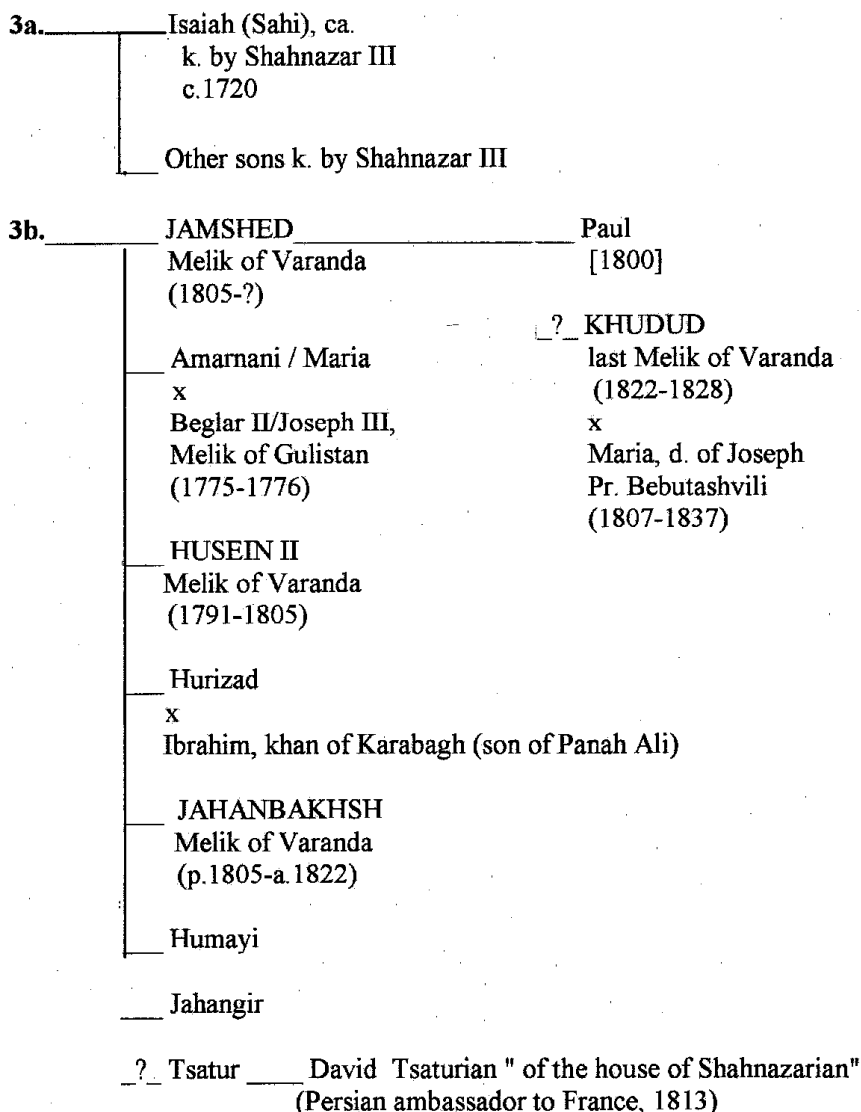 3a. Isaiah (Sahi), ca.
k. by Shahnazar III
c.1720
Other sons k. by Shahnazar III
3b. JAMSHED Paul
Melik of Varanda [1800]
(1805-?)
_?_ KHUDUD
Amarnani / Maria last Melik of Varanda
x (1822-1828)
Beglar II/Joseph III, x
Melik of Gulistan Maria, d. of Joseph
(1775-1776) Pr. Bebutashvili
(1807-1837)
HUSEIN II
Melik of Varanda
(1791-1805)
Hurizad
x
Ibrahim, khan of Karabagh (son of Panah Ali)
JAHANBAKHSH
Melik of Varanda
(p.1805-a.1822)
Humayi
Jahangir
_?_ Tsatur ____ David Tsaturian " of the house of Shahnazarian"
(Persian ambassador to France, 1813)